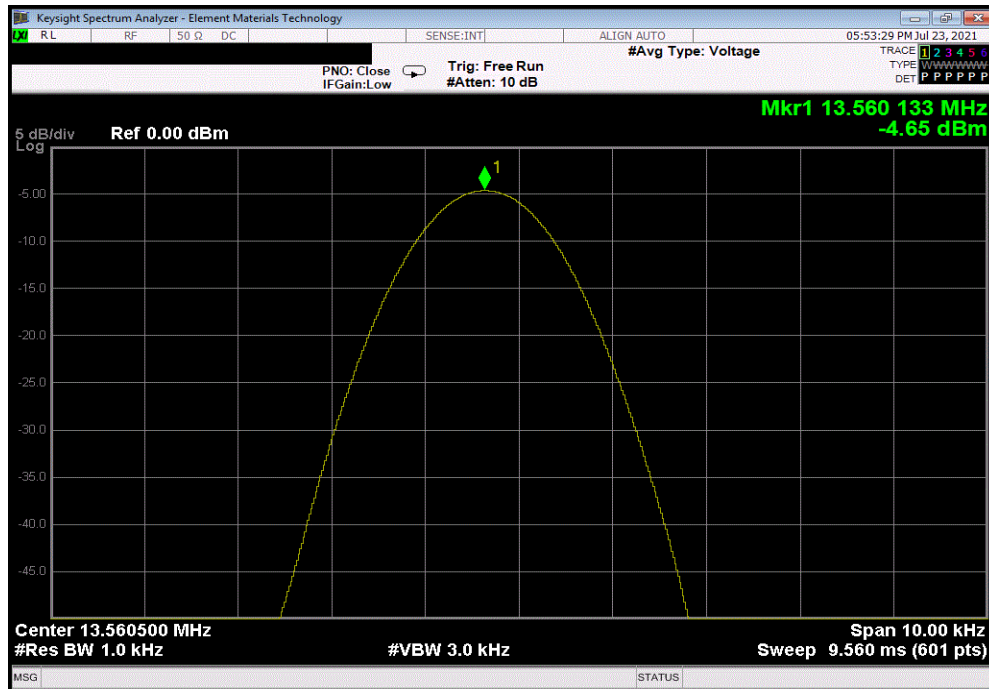 Keysight Spectrum Analyzer - Element Materials Technology
LXI RL RF 50 Ω DC SENSE:INT ALIGN AUTO 05:53:29 PM Jul 23, 2021
#Avg Type: Voltage TRACE 1 2 3 4 5 6
PNO: Close Trig: Free Run TYPE WWWWWW
IFGain:Low #Atten: 10 dB DET P P P P P P
Mkr1 13.560 133 MHz
5 dB/div Ref 0.00 dBm -4.65 dBm
Log
1
-5.00
-10.0
-15.0
-20.0
-25.0
-30.0
-35.0
-40.0
-45.0
Center 13.560500 MHz Span 10.00 kHz
#Res BW 1.0 kHz #VBW 3.0 kHz Sweep 9.560 ms (601 pts)
MSG STATUS